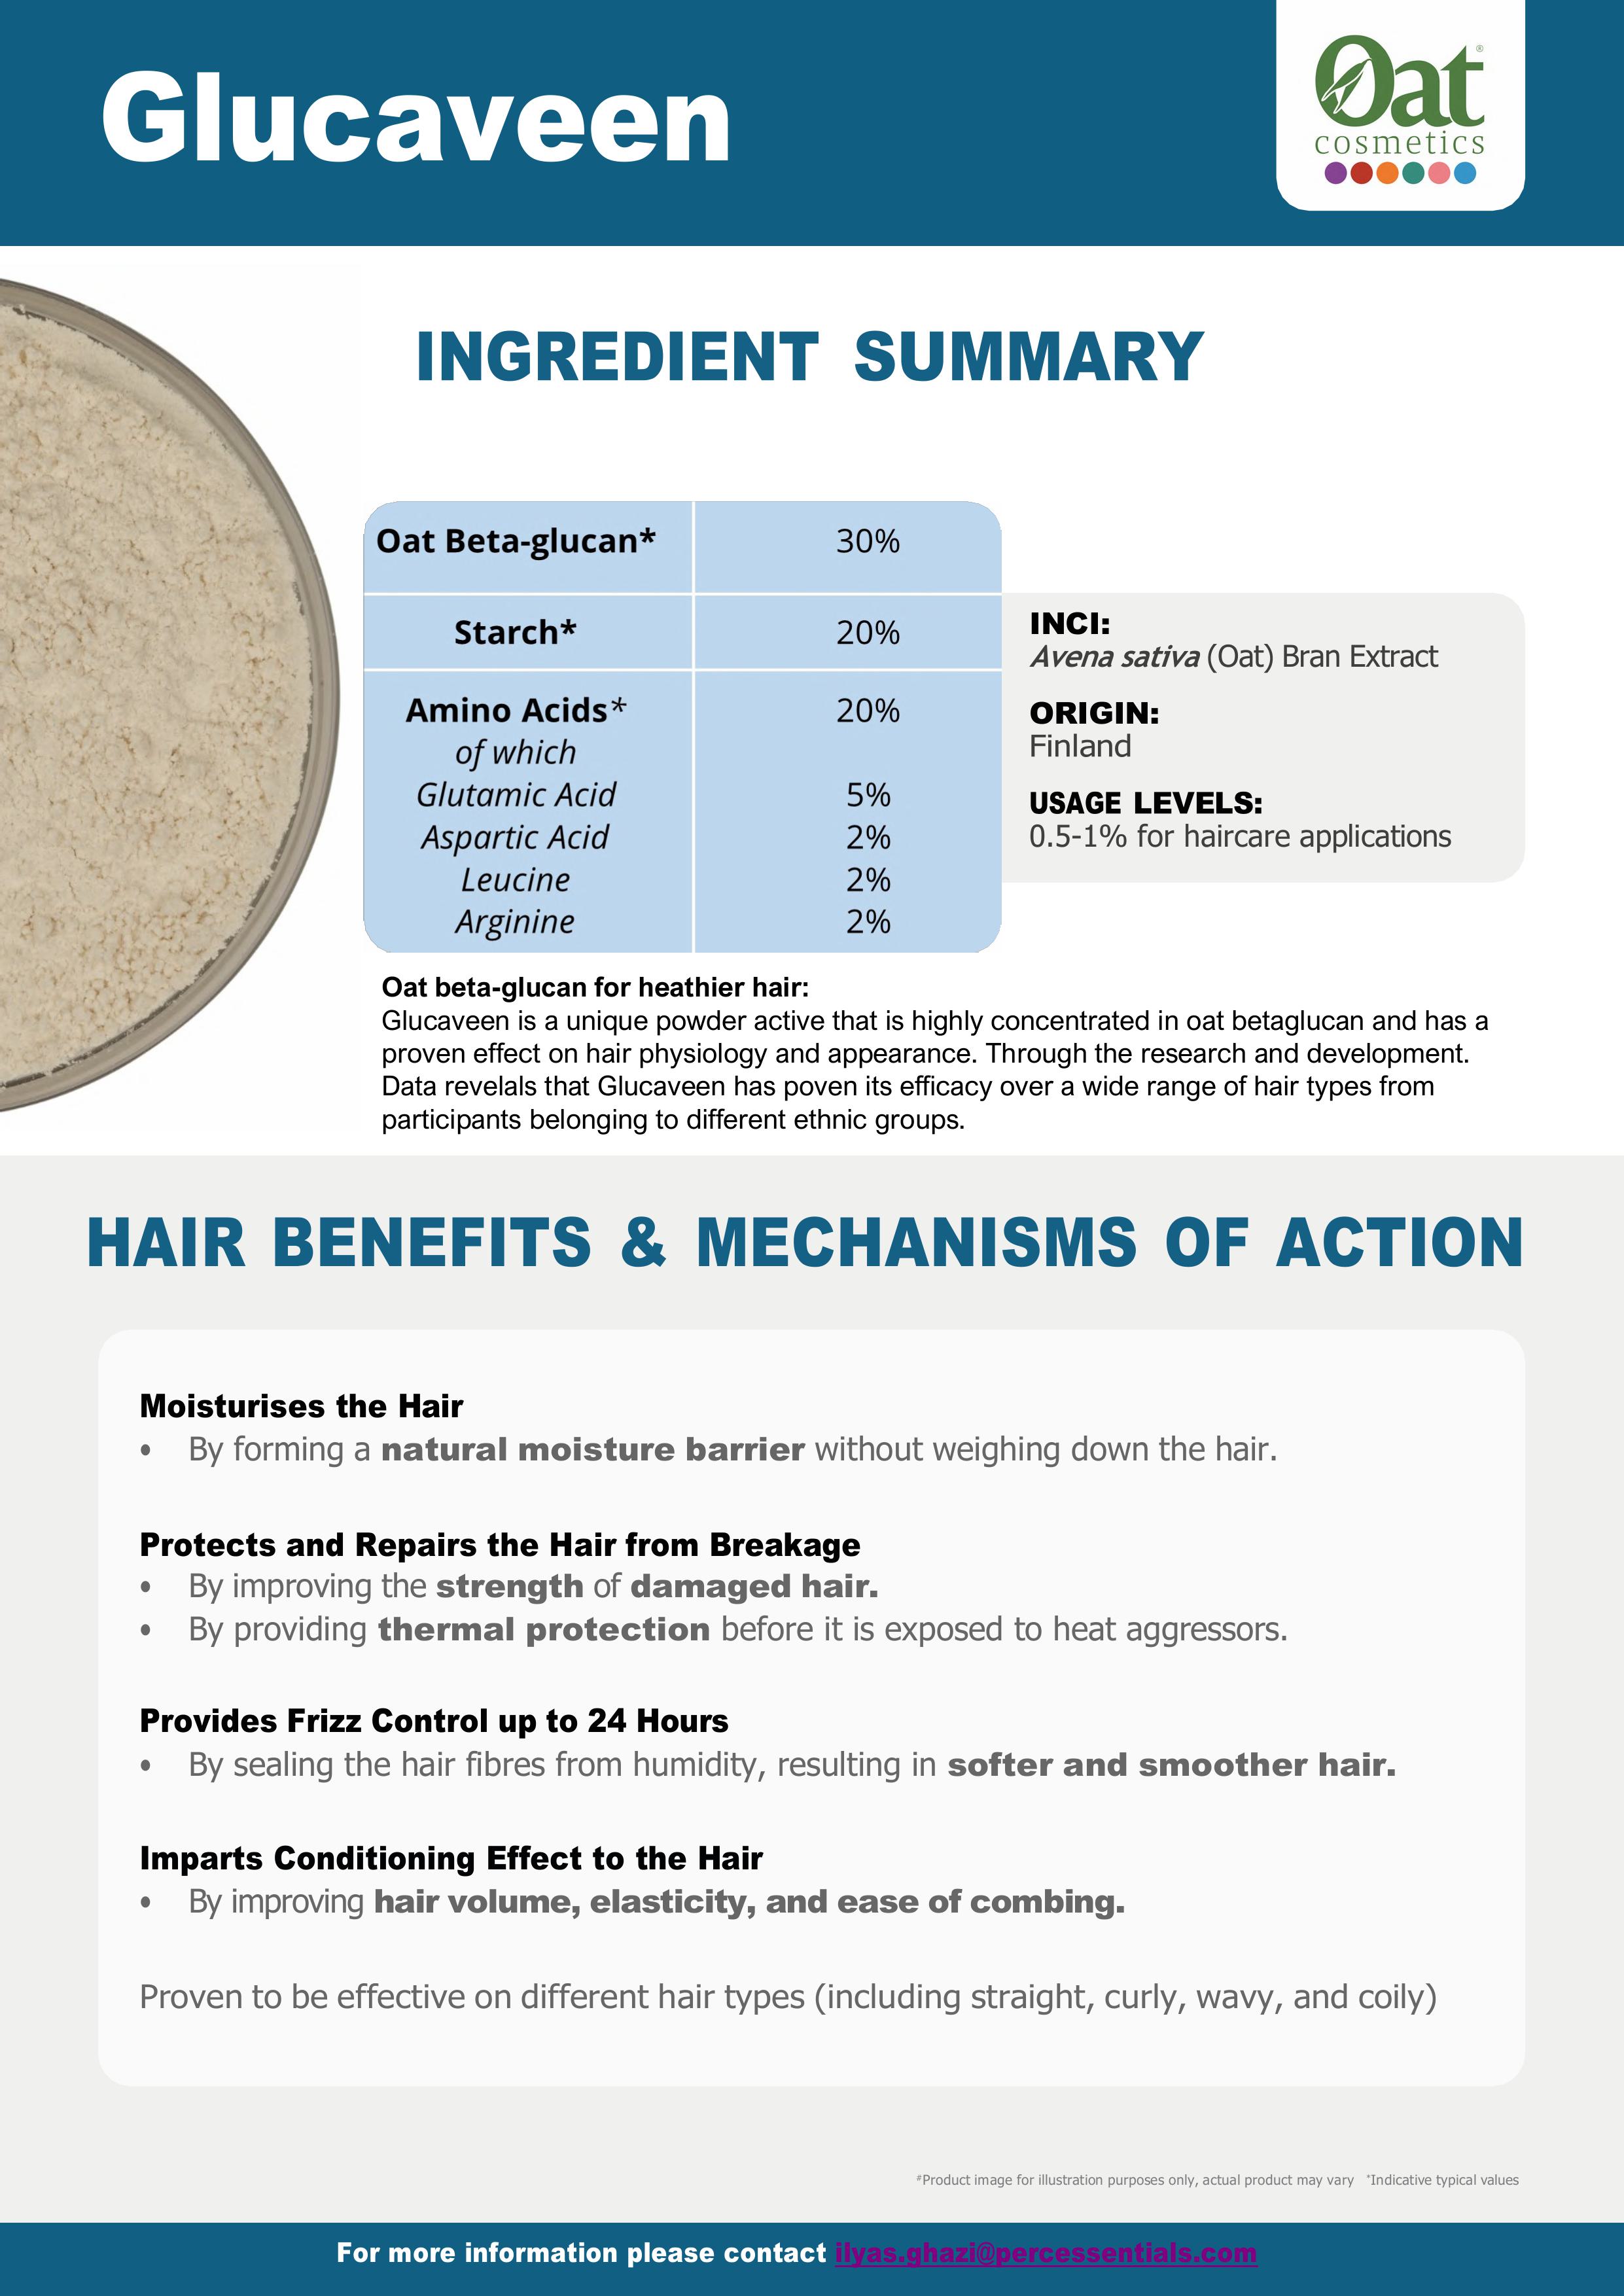 Glucaveen
Oat®
cosmetics
INGREDIENT SUMMARY
Oat Beta-glucan* 30%
Starch* 20%
Amino Acids* 20%
of which
Glutamic Acid 5%
Aspartic Acid 2%
Leucine 2%
Arginine 2%
INCI:
Avena sativa (Oat) Bran Extract
ORIGIN:
Finland
USAGE LEVELS:
0.5-1% for haircare applications
Oat beta-glucan for heathier hair:
Glucaveen is a unique powder active that is highly concentrated in oat betaglucan and has a
proven effect on hair physiology and appearance. Through the research and development.
Data revelals that Glucaveen has poven its efficacy over a wide range of hair types from
participants belonging to different ethnic groups.
HAIR BENEFITS & MECHANISMS OF ACTION
Moisturises the Hair
• By forming a natural moisture barrier without weighing down the hair.
Protects and Repairs the Hair from Breakage
• By improving the strength of damaged hair.
• By providing thermal protection before it is exposed to heat aggressors.
Provides Frizz Control up to 24 Hours
• By sealing the hair fibres from humidity, resulting in softer and smoother hair.
Imparts Conditioning Effect to the Hair
• By improving hair volume, elasticity, and ease of combing.
Proven to be effective on different hair types (including straight, curly, wavy, and coily)
#Product image for illustration purposes only, actual product may vary *Indicative typical values
For more information please contact ilyas.ghazi@percessentials.com